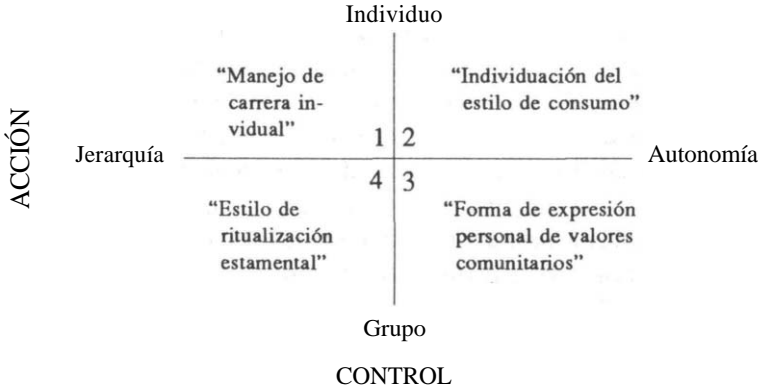 Individuo
“Manejo de
carrera in-
vidual”
“Individuación del
estilo de consumo”
ACCIÓN
1 2
Jerarquía
Autonomía
4 3
“Estilo de
ritualización
estamental”
“Forma de expresión
personal de valores
comunitarios”
Grupo
CONTROL